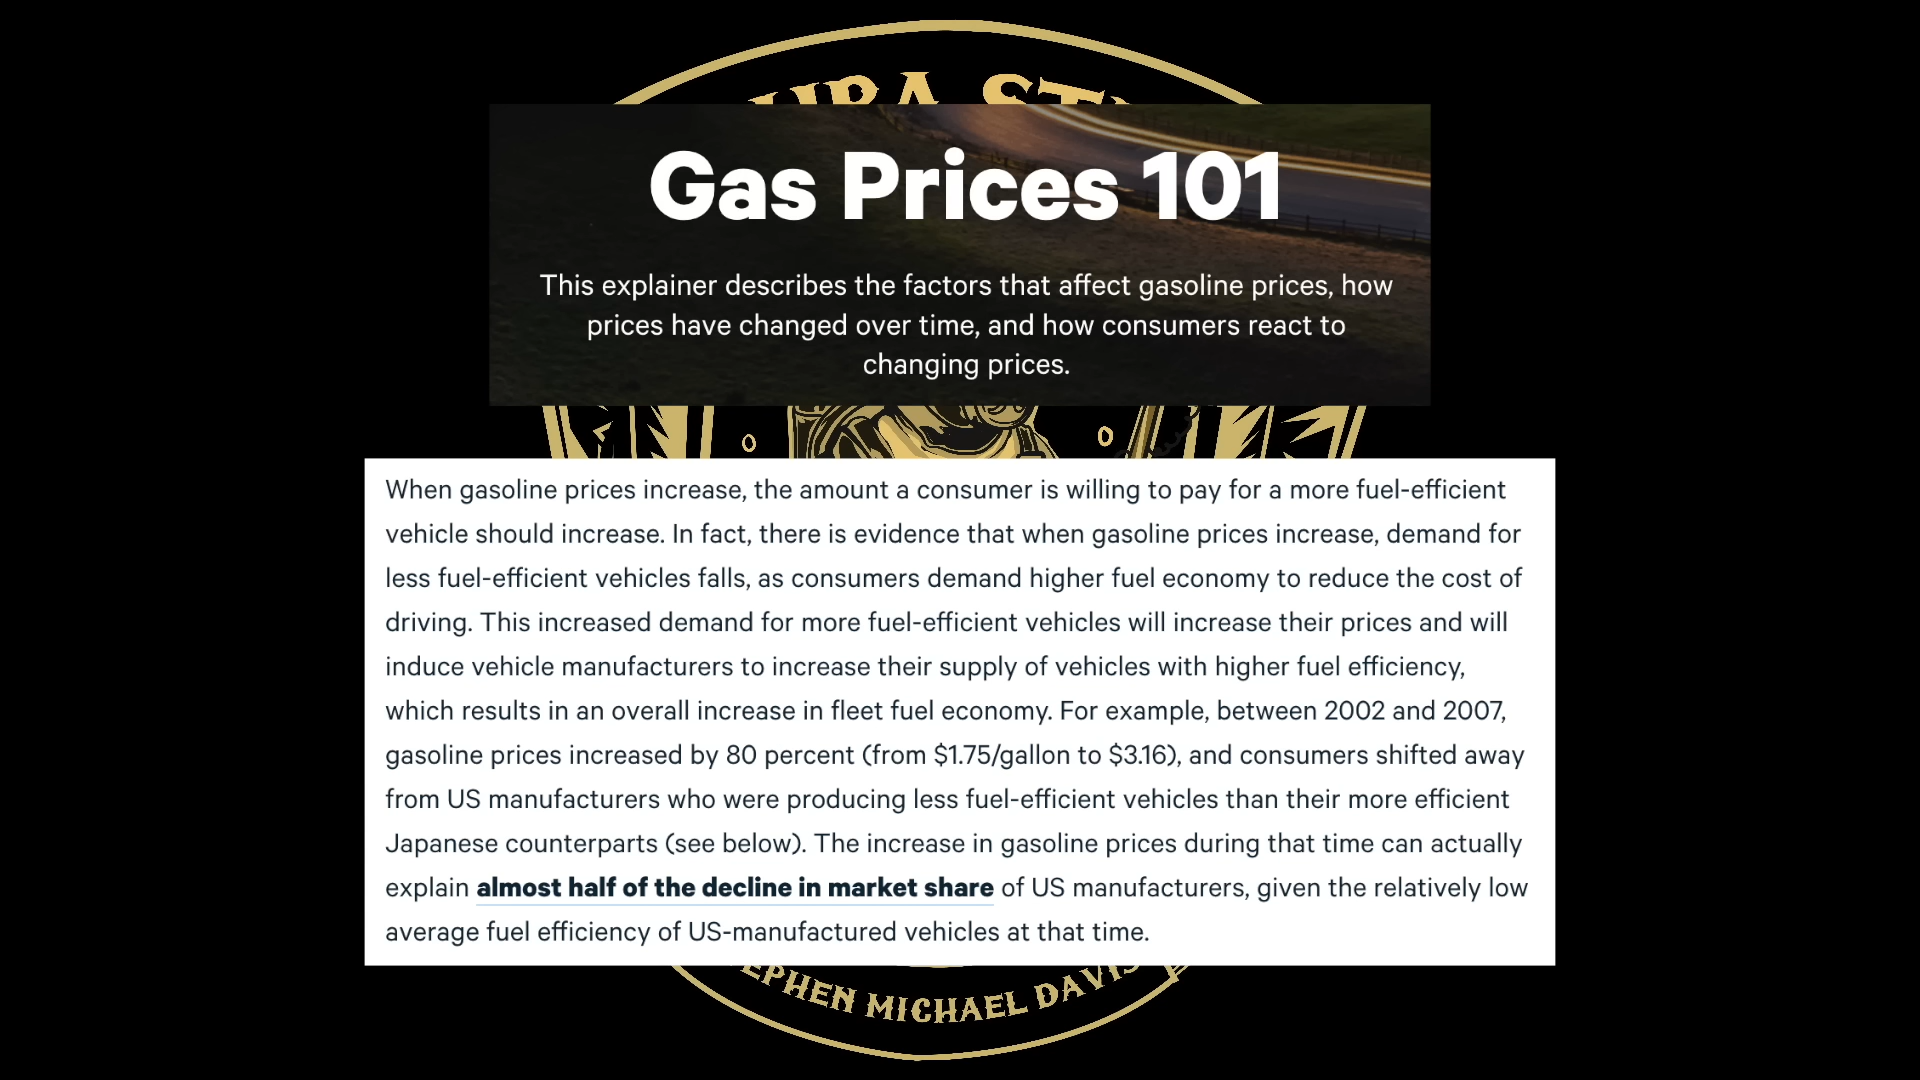 Gas Prices 101
This explainer describes the factors that affect gasoline prices, how
prices have changed over time, and how consumers react to
changing prices.
When gasoline prices increase, the amount a consumer is willing to pay for a more fuel-efficient
vehicle should increase. In fact, there is evidence that when gasoline prices increase, demand for
less fuel-efficient vehicles falls, as consumers demand higher fuel economy to reduce the cost of
driving. This increased demand for more fuel-efficient vehicles will increase their prices and will
induce vehicle manufacturers to increase their supply of vehicles with higher fuel efficiency,
which results in an overall increase in fleet fuel economy. For example, between 2002 and 2007,
gasoline prices increased by 80 percent (from $1.75/gallon to $3.16), and consumers shifted away
from US manufacturers who were producing less fuel-efficient vehicles than their more efficient
Japanese counterparts (see below). The increase in gasoline prices during that time can actually
explain almost half of the decline in market share of US manufacturers, given the relatively low
average fuel efficiency of US-manufactured vehicles at that time.
MICHAEL DAVIS